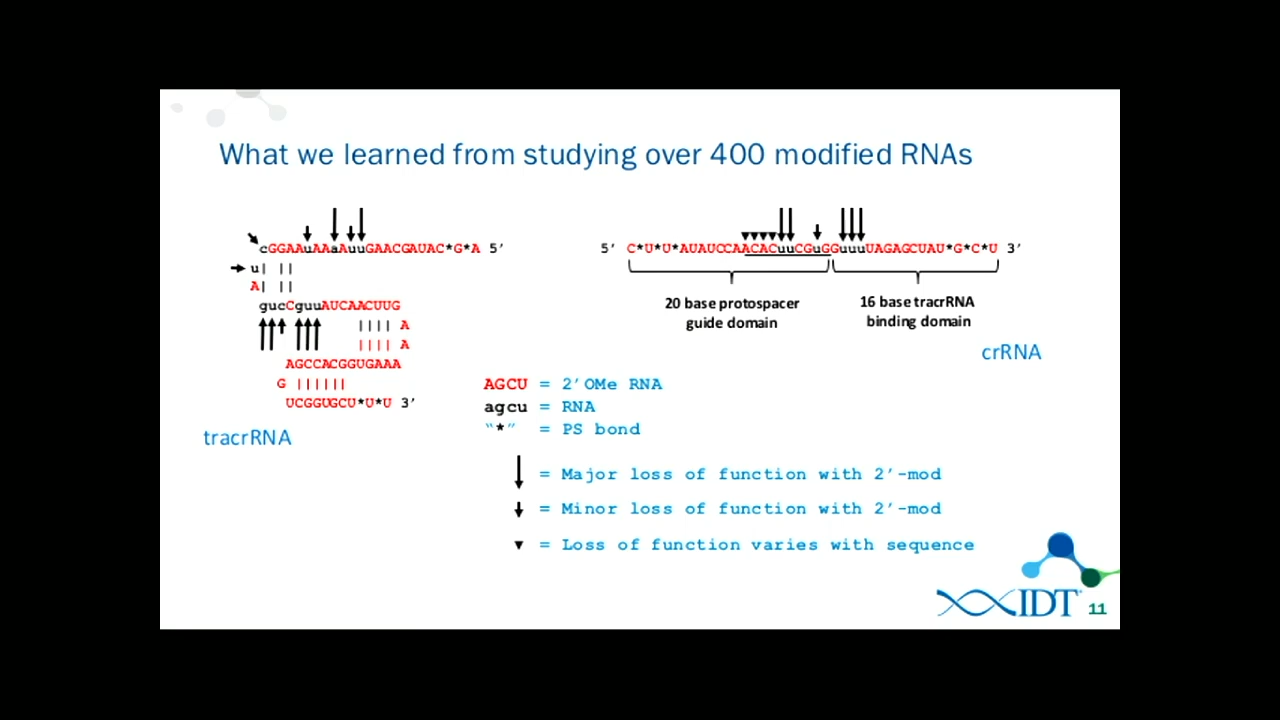 What we learned from studying over 400 modified RNAs
cGGAAuAAaAuuGAACGAUAC*G*A 5’
u| ||
A| ||
gucCguuAUCAACUUG
|||| A
|||| A
AGCCACGGUGAAA
G ||||||
UCGGUGCU*U*U 3’
tracrRNA
5’ C*U*U*AUAUCCAACACuuCGuGGuuuUAGAGCUAU*G*C*U 3’
20 base protospacer
guide domain
16 base tracrRNA
binding domain
crRNA
AGCU = 2’OMe RNA
agcu = RNA
“*” = PS bond
= Major loss of function with 2’-mod
= Minor loss of function with 2’-mod
= Loss of function varies with sequence
IDT
11